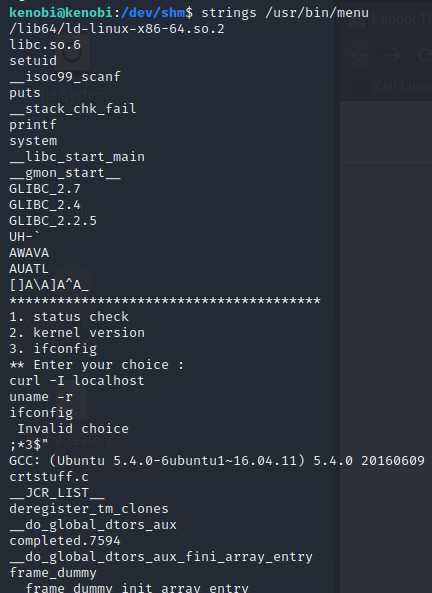 kenobi@kenobi:/dev/shm$ strings /usr/bin/menu
/lib64/ld-linux-x86-64.so.2
libc.so.6
setuid
__isoc99_scanf
puts
__stack_chk_fail
printf
system
__libc_start_main
__gmon_start__
GLIBC_2.7
GLIBC_2.4
GLIBC_2.2.5
UH-`
AWAVA
AUATL
[]A\A]A^A_
***************************************
1. status check
2. kernel version
3. ifconfig
** Enter your choice :
curl -I localhost
uname -r
ifconfig
 Invalid choice
;*3$"
GCC: (Ubuntu 5.4.0-6ubuntu1~16.04.11) 5.4.0 20160609
crtstuff.c
__JCR_LIST__
deregister_tm_clones
__do_global_dtors_aux
completed.7594
__do_global_dtors_aux_fini_array_entry
frame_dummy
__frame_dummy_init_array_entry